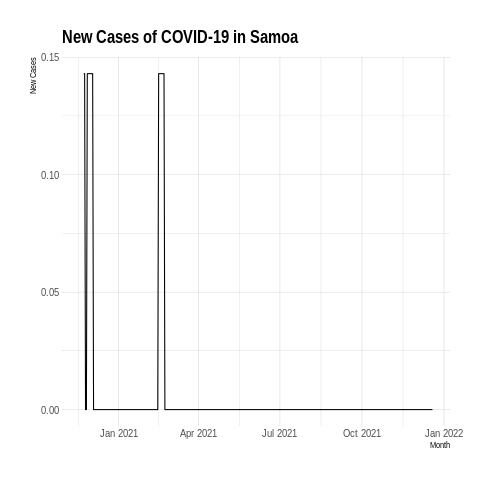 New Cases of COVID-19 in Samoa
New Cases
0.15
0.10
0.05
0.00
Jan 2021 Apr 2021 Jul 2021 Oct 2021 Jan 2022
Month